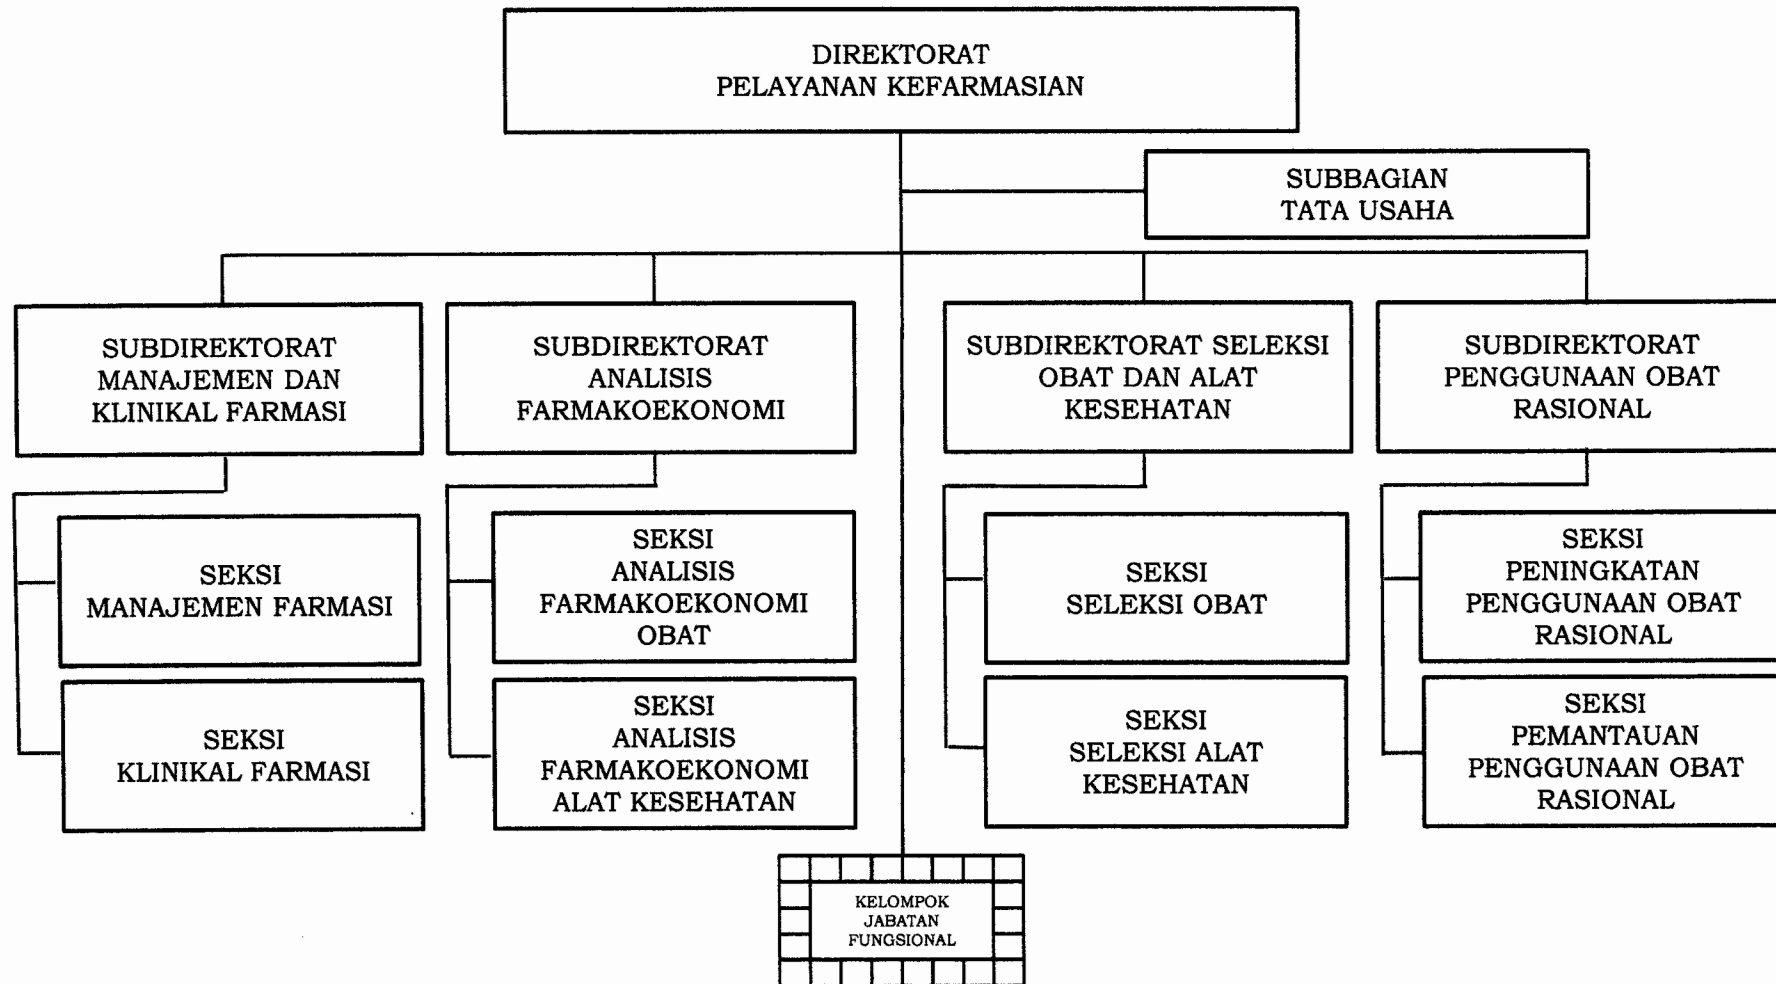 DIREKTORAT
PELAYANAN KEFARMASIAN
SUBBAGIAN
TATA USAHA
SUBDIREKTORAT
MANAJEMEN DAN
KLINIKAL FARMASI
SUBDIREKTORAT
ANALISIS
FARMAKOEKONOMI
SUBDIREKTORAT SELEKSI
OBAT DAN ALAT
KESEHATAN
SUBDIREKTORAT
PENGGUNAAN OBAT
RASIONAL
SEKSI
MANAJEMEN FARMASI
SEKSI
ANALISIS
FARMAKOEKONOMI
OBAT
SEKSI
SELEKSI OBAT
SEKSI
PENINGKATAN
PENGGUNAAN OBAT
RASIONAL
SEKSI
KLINIKAL FARMASI
SEKSI
ANALISIS
FARMAKOEKONOMI
ALAT KESEHATAN
SEKSI
SELEKSI ALAT
KESEHATAN
SEKSI
PEMANTAUAN
PENGGUNAAN OBAT
RASIONAL
KELOMPOK
JABATAN
FUNGSIONAL